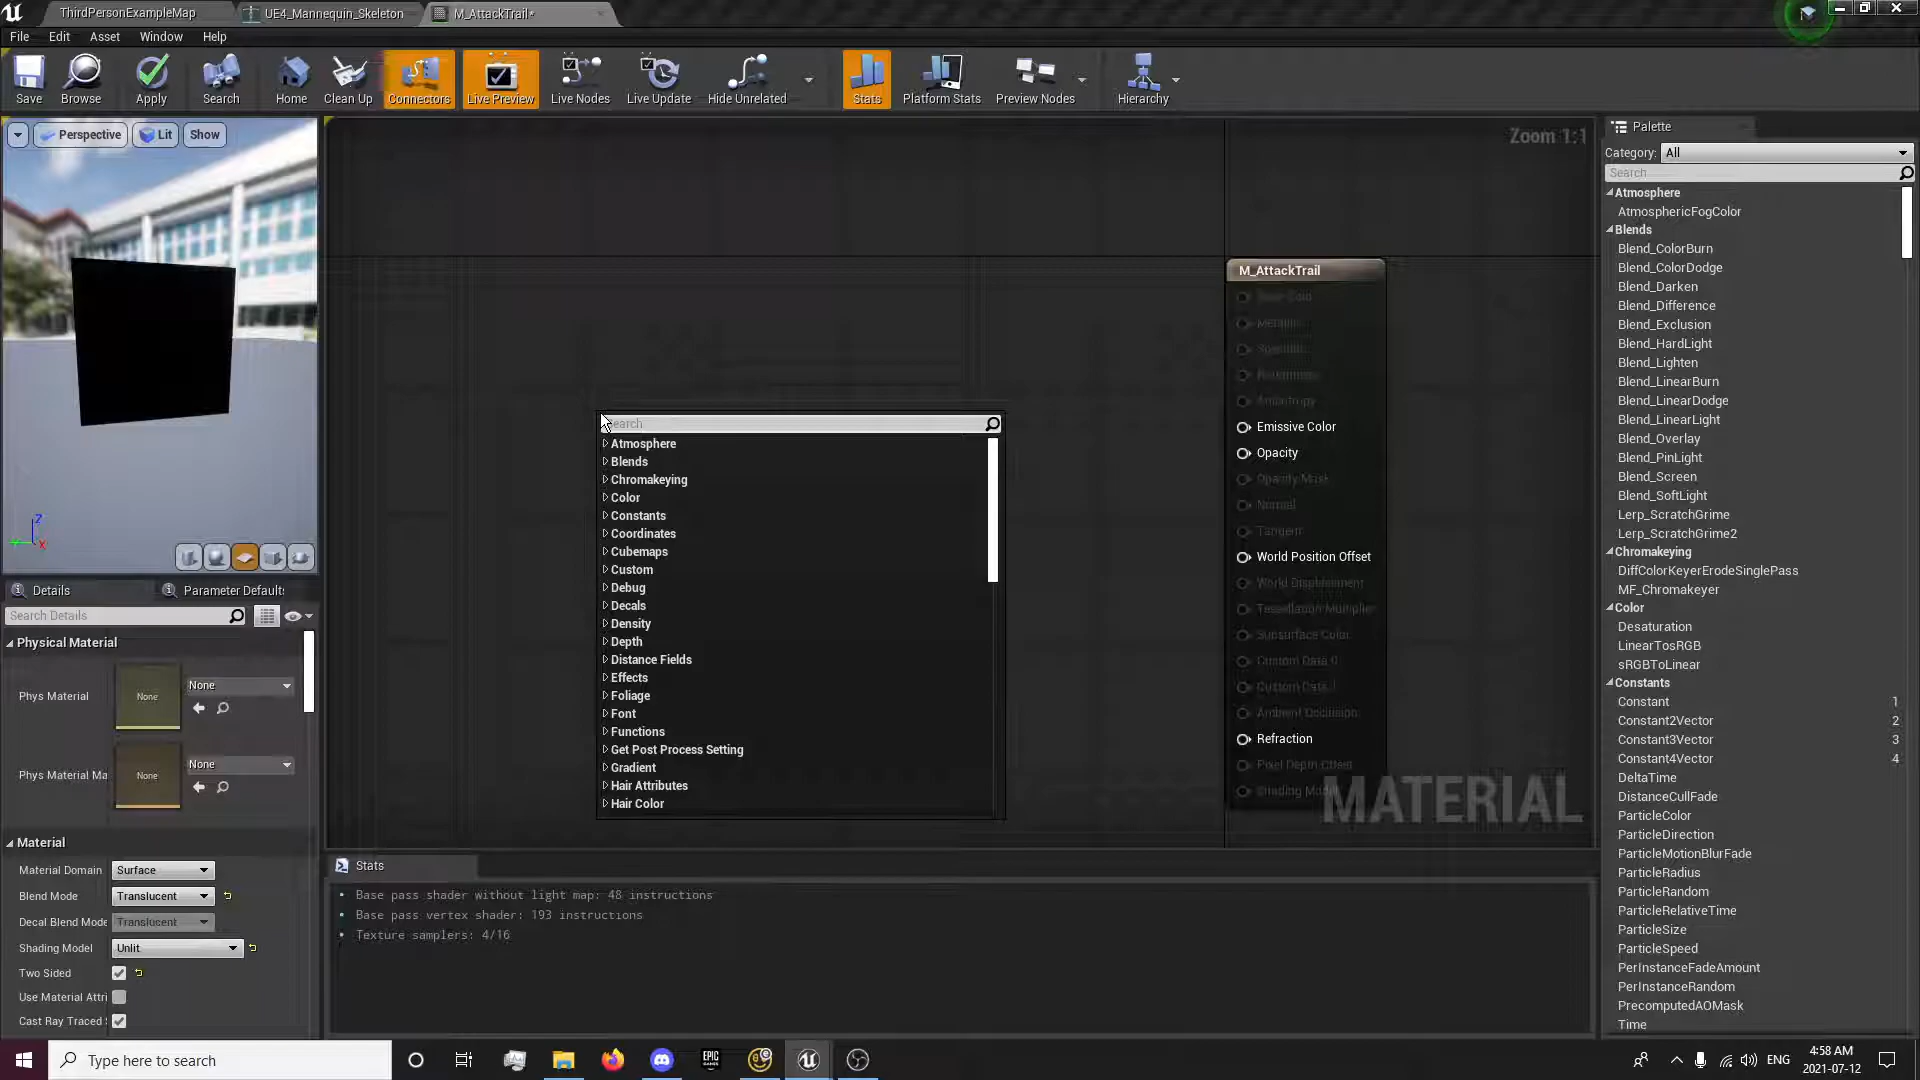 ThirdPersonExampleMap
UE4_Mannequin_Skeleton
M_AttackTrail*
File
Edit
Asset
Window
Help
Save
Browse
Apply
Search
Home
Clean Up
Connectors
Live Preview
Live Nodes
Live Update
Hide Unrelated
Stats
Platform Stats
Preview Nodes
Hierarchy
Perspective
Lit
Show
Zoom 1:1
Z
X
Details
Parameter Defaults
Search Details
Physical Material
Phys Material
None
None
Phys Material Ma
None
None
Material
Material Domain
Surface
Blend Mode
Translucent
Decal Blend Mode
Translucent
Shading Model
Unlit
Two Sided
Use Material Attri
Cast Ray Traced
earch
Atmosphere
Blends
Chromakeying
Color
Constants
Coordinates
Cubemaps
Custom
Debug
Decals
Density
Depth
Distance Fields
Effects
Foliage
Font
Functions
Get Post Process Setting
Gradient
Hair Attributes
Hair Color
M_AttackTrail
Base Color
Metallic
Specular
Roughness
Anisotropy
Emissive Color
Opacity
Opacity Mask
Normal
Tangent
World Position Offset
World Displacement
Tessellation Multiplier
Subsurface Color
Custom Data 0
Custom Data 1
Ambient Occlusion
Refraction
Pixel Depth Offset
Shading Model
MATERIAL
Stats
• Base pass shader without light map: 48 instructions
• Base pass vertex shader: 193 instructions
• Texture samplers: 4/16
Palette
Category:
All
Search
Atmosphere
AtmosphericFogColor
Blends
Blend_ColorBurn
Blend_ColorDodge
Blend_Darken
Blend_Difference
Blend_Exclusion
Blend_HardLight
Blend_Lighten
Blend_LinearBurn
Blend_LinearDodge
Blend_LinearLight
Blend_Overlay
Blend_PinLight
Blend_Screen
Blend_SoftLight
Lerp_ScratchGrime
Lerp_ScratchGrime2
Chromakeying
DiffColorKeyerErodeSinglePass
MF_Chromakeyer
Color
Desaturation
LinearTosRGB
sRGBToLinear
Constants
Constant 1
Constant2Vector 2
Constant3Vector 3
Constant4Vector 4
DeltaTime
DistanceCullFade
ParticleColor
ParticleDirection
ParticleMotionBlurFade
ParticleRadius
ParticleRandom
ParticleRelativeTime
ParticleSize
ParticleSpeed
PerInstanceFadeAmount
PerInstanceRandom
PrecomputedAOMask
Time
Type here to search
EPIC
GAMES
ENG
4:58 AM
2021-07-12